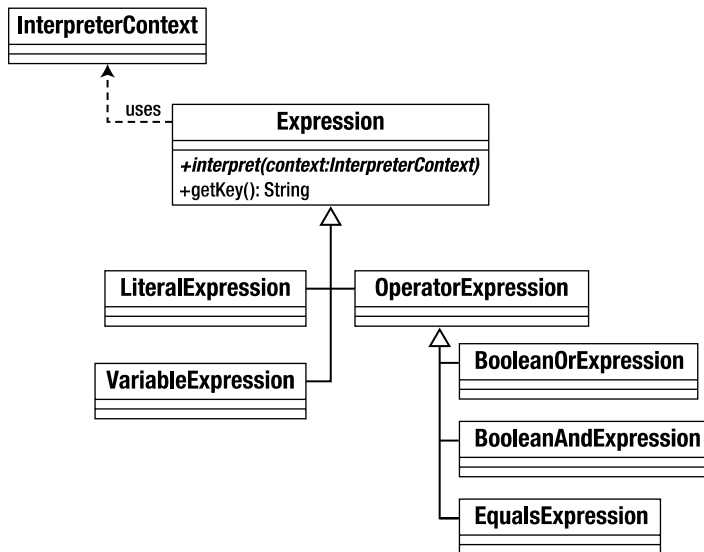 InterpreterContext
uses
Expression
+interpret(context:InterpreterContext)
+getKey(): String
LiteralExpression
OperatorExpression
VariableExpression
BooleanOrExpression
BooleanAndExpression
EqualsExpression